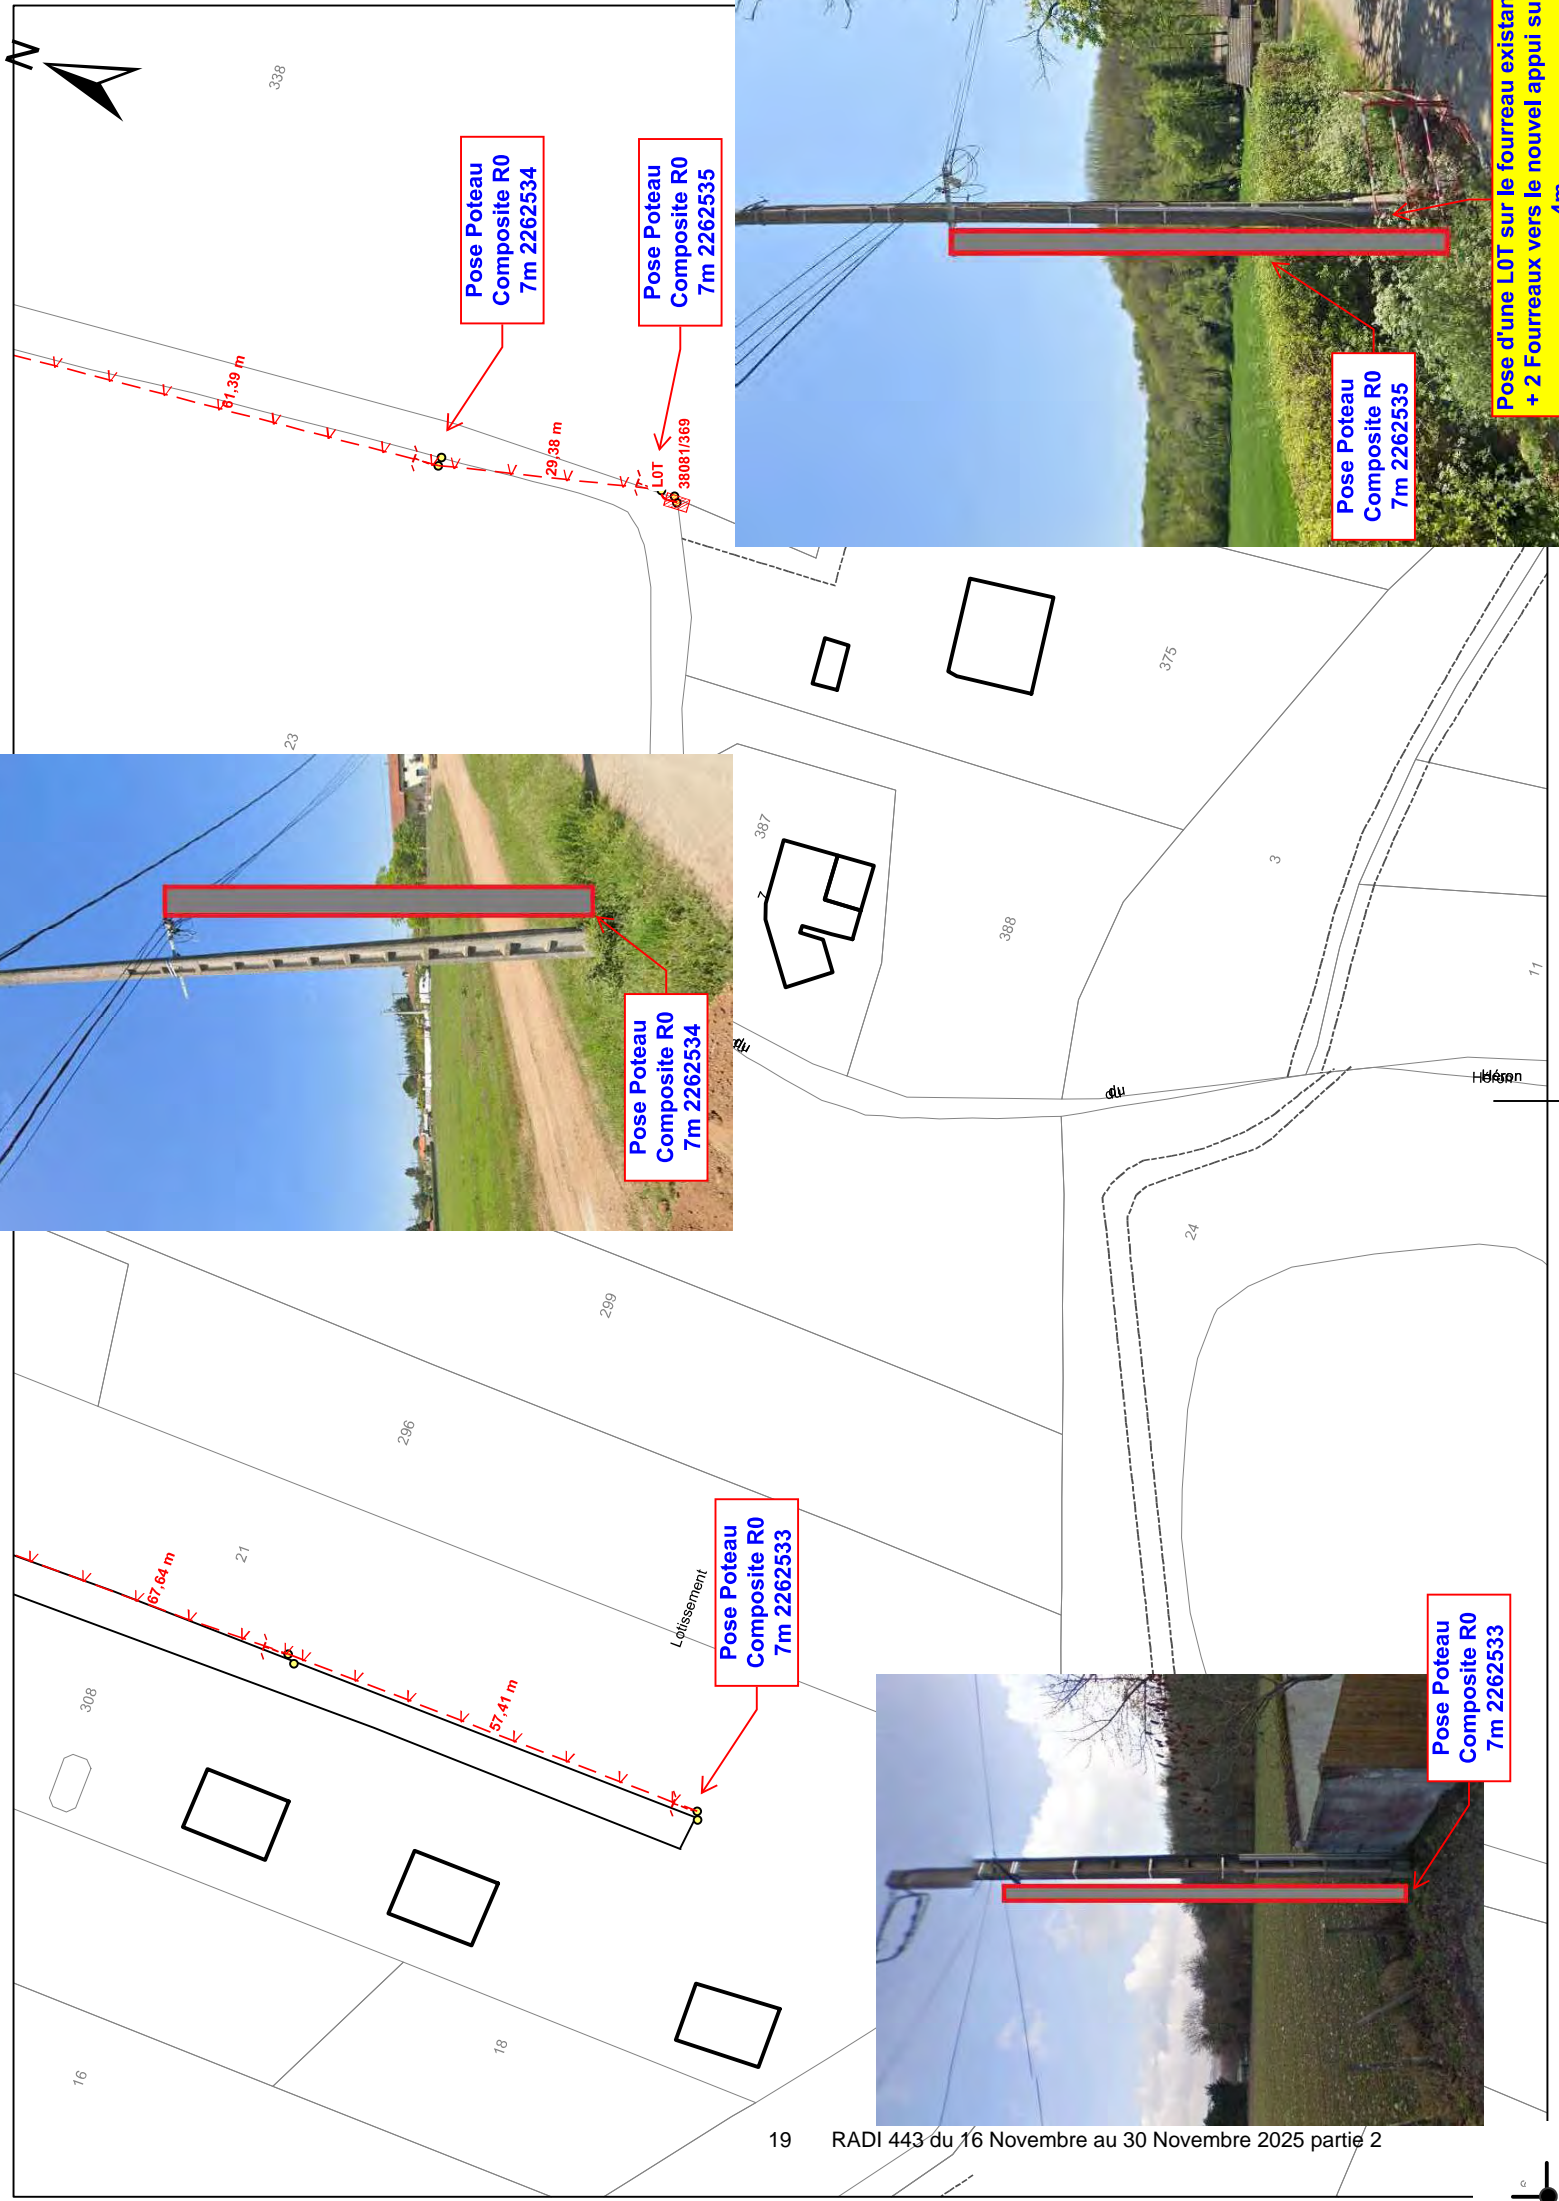 N
338
Pose Poteau
Composite R0
7m 2262534
Pose Poteau
Composite R0
7m 2262535
61,39 m
29,38 m
L0T
38081/369
Pose Poteau
Composite R0
7m 2262535
Pose d'une L0T sur le fourreau existan
+ 2 Fourreaux vers le nouvel appui su
4m
23
375
387
7
388
3
11
Pose Poteau
Composite R0
7m 2262534
du
du
Héron
24
299
296
21
67,64 m
57,41 m
308
Lotissement
Pose Poteau
Composite R0
7m 2262533
Pose Poteau
Composite R0
7m 2262533
18
16
19 RADI 443 du 16 Novembre au 30 Novembre 2025 partie 2